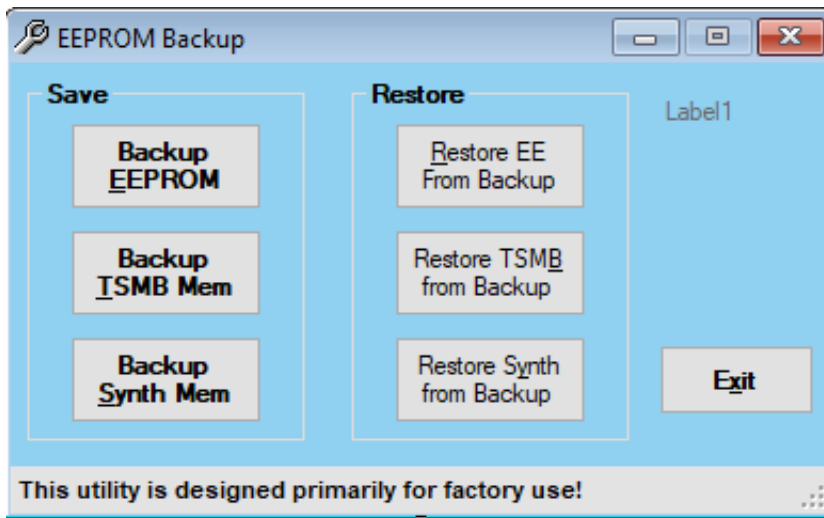 EEPROM Backup
Save
Backup
EEPROM
Backup
TSMB Mem
Backup
Synth Mem
Restore
Restore EE
From Backup
Restore TSMB
from Backup
Restore Synth
from Backup
Label1
Exit
This utility is designed primarily for factory use!